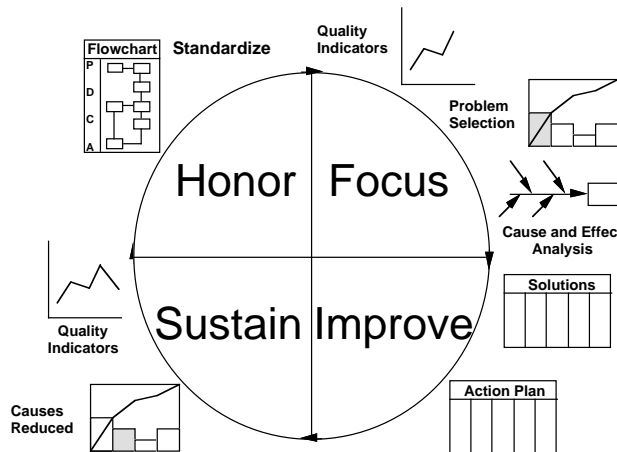 Quality
Indicators
Flowchart
Standardize
P
D
C
A
Problem
Selection
Honor
Focus
Cause and Effec
Analysis
Quality
Indicators
Solutions
Sustain
Improve
Action Plan
Causes
Reduced